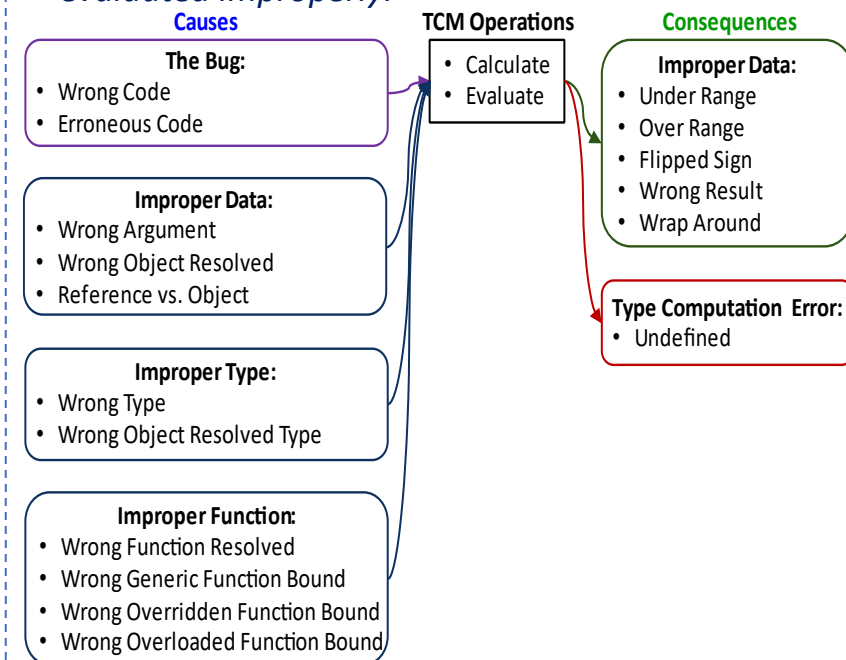 evaluated improperly.
Causes
The Bug:
• Wrong Code
• Erroneous Code
Improper Data:
• Wrong Argument
• Wrong Object Resolved
• Reference vs. Object
Improper Type:
• Wrong Type
• Wrong Object Resolved Type
Improper Function:
• Wrong Function Resolved
• Wrong Generic Function Bound
• Wrong Overridden Function Bound
• Wrong Overloaded Function Bound
TCM Operations
• Calculate
• Evaluate
Consequences
Improper Data:
• Under Range
• Over Range
• Flipped Sign
• Wrong Result
• Wrap Around
Type Computation Error:
• Undefined